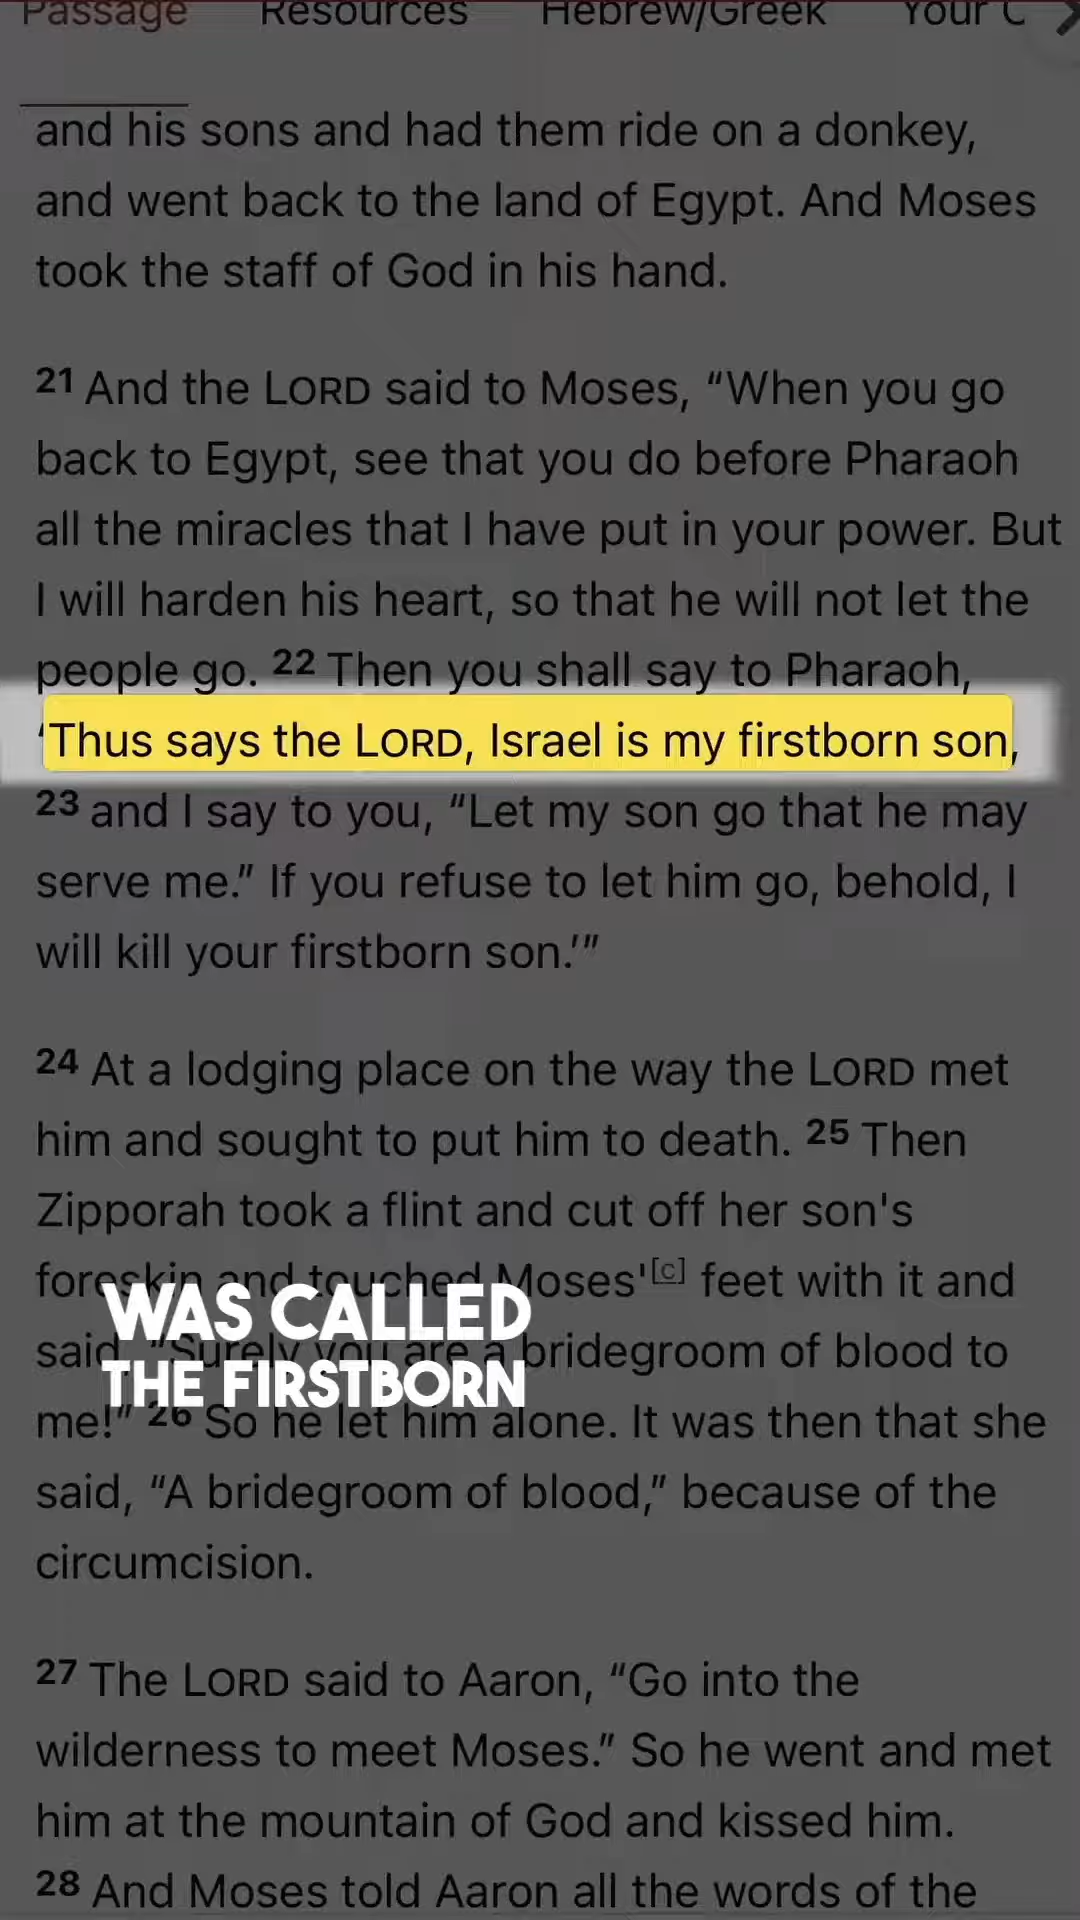 Passage Resources Hebrew/Greek Your C
and his sons and had them ride on a donkey,
and went back to the land of Egypt. And Moses
took the staff of God in his hand.
21 And the LORD said to Moses, “When you go
back to Egypt, see that you do before Pharaoh
all the miracles that I have put in your power. But
I will harden his heart, so that he will not let the
people go. 22 Then you shall say to Pharaoh,
‘Thus says the LORD, Israel is my firstborn son,
23 and I say to you, “Let my son go that he may
serve me.” If you refuse to let him go, behold, I
will kill your firstborn son.’”
24 At a lodging place on the way the LORD met
him and sought to put him to death. 25 Then
Zipporah took a flint and cut off her son's
foreskin and touched Moses'[c] feet with it and
said, “Surely you are a bridegroom of blood to
me!” 26 So he let him alone. It was then that she
said, “A bridegroom of blood,” because of the
circumcision.
27 The LORD said to Aaron, “Go into the
wilderness to meet Moses.” So he went and met
him at the mountain of God and kissed him.
28 And Moses told Aaron all the words of the
WAS CALLED
THE FIRSTBORN